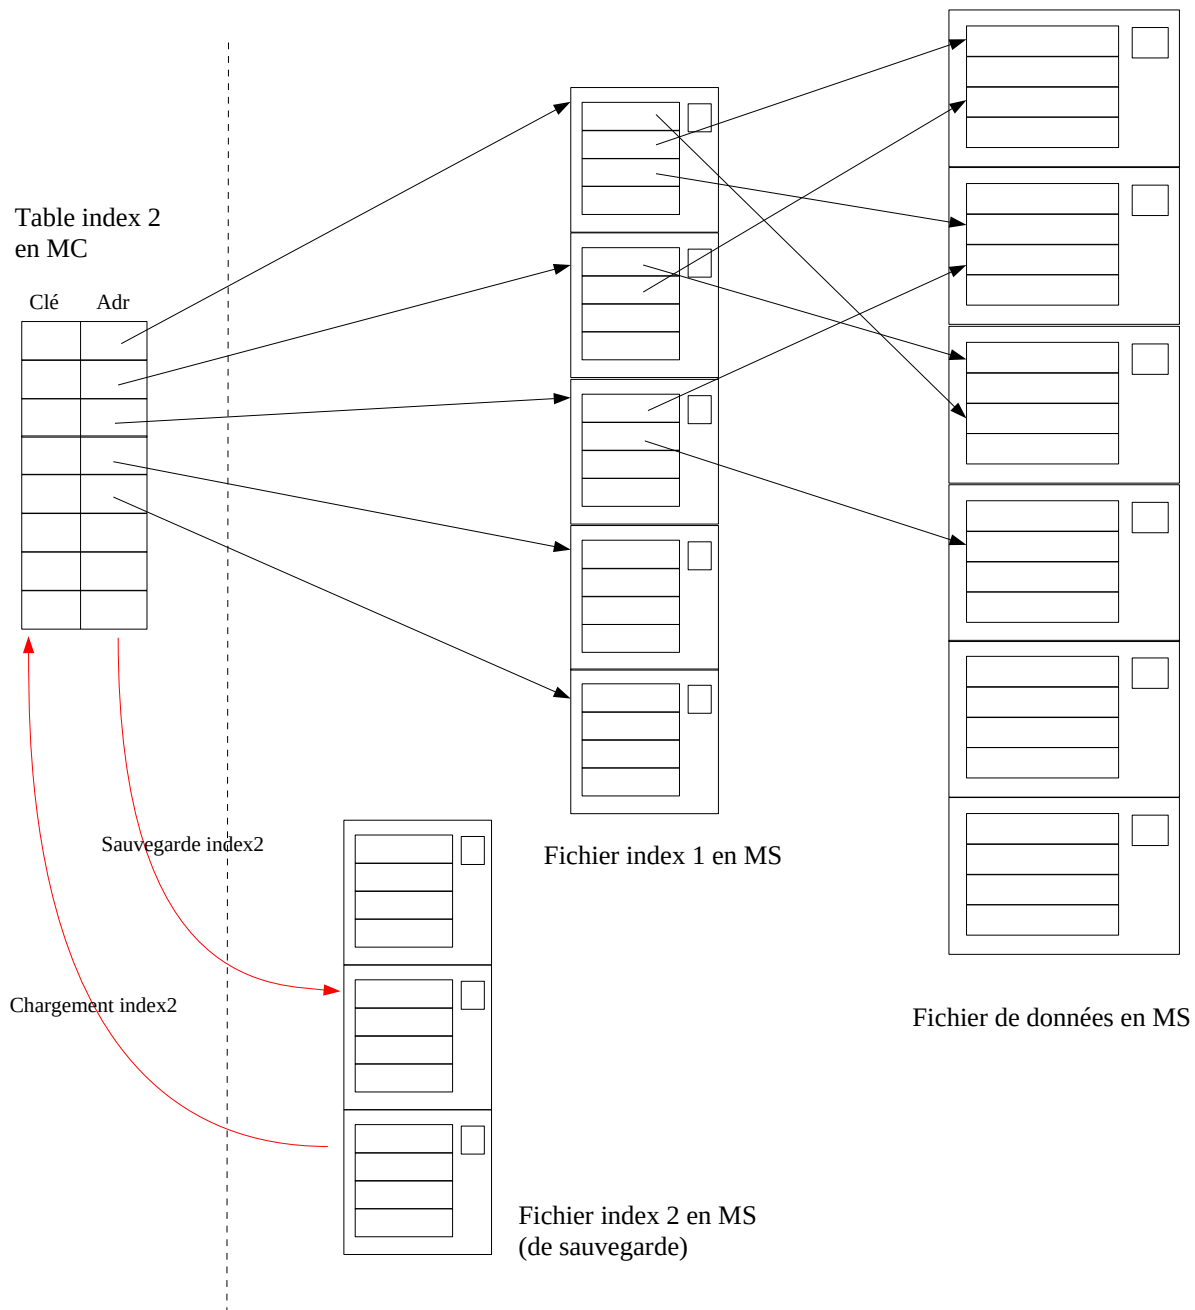 Table index 2
en MC
Clé Adr
Sauvegarde index2
Fichier index 1 en MS
Chargement index2
Fichier de données en MS
Fichier index 2 en MS
(de sauvegarde)